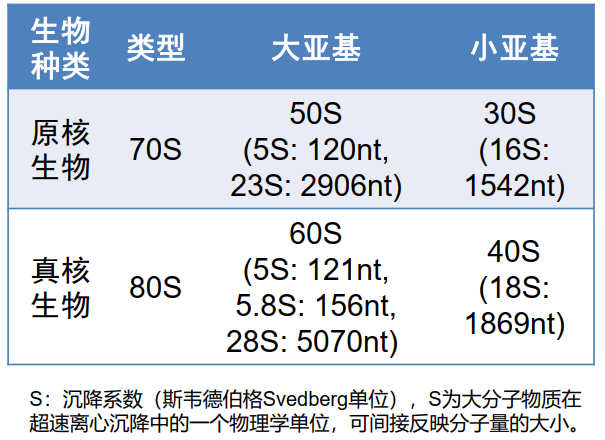 生物
种类
类型
大亚基
小亚基
原核
生物
70S
50S
(5S: 120nt,
23S: 2906nt)
30S
(16S:
1542nt)
真核
生物
80S
60S
(5S: 121nt,
5.8S: 156nt,
28S: 5070nt)
40S
(18S:
1869nt)
S：沉降系数（斯韦德伯格Svedberg单位），S为大分子物质在
超速离心沉降中的一个物理学单位，可间接反映分子量的大小。